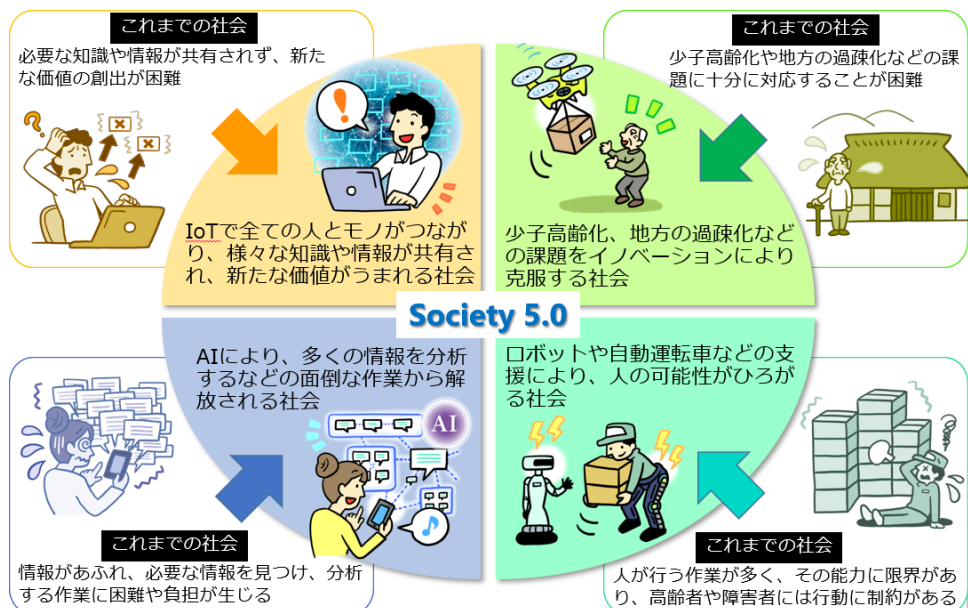 これまでの社会
必要な知識や情報が共有されず、新た
な価値の創出が困難
これまでの社会
少子高齢化や地方の過疎化などの課
題に十分に対応することが困難
IoTで全ての人とモノがつなが
り、様々な知識や情報が共有さ
れ、新たな価値がうまれる社会
少子高齢化、地方の過疎化など
の課題をイノベーションにより
克服する社会
Society 5.0
AIにより、多くの情報を分析
するなどの面倒な作業から解
放される社会
AI
ロボットや自動運転車などの支
援により、人の可能性がひろが
る社会
これまでの社会
情報があふれ、必要な情報を見つけ、分析
する作業に困難や負担が生じる
これまでの社会
人が行う作業が多く、その能力に限界があ
り、高齢者や障害者には行動に制約がある